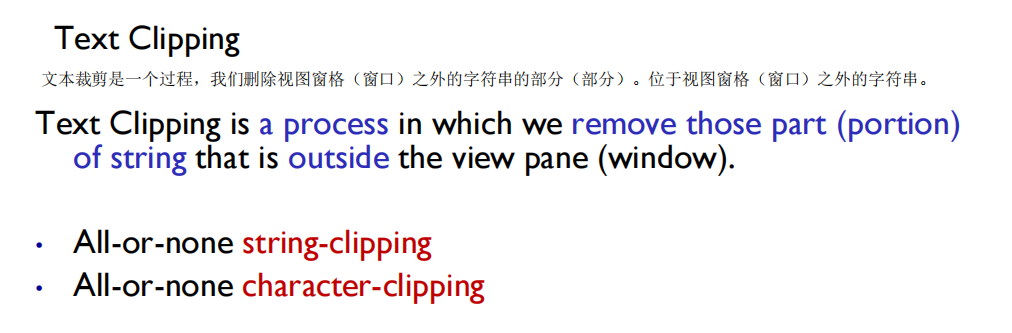 Text Clipping
文本裁剪是一个过程，我们删除视图窗格（窗口）之外的字符串的部分（部分）。位于视图窗格（窗口）之外的字符串。
Text Clipping is a process in which we remove those part (portion)
of string that is outside the view pane (window).
• All-or-none string-clipping
• All-or-none character-clipping